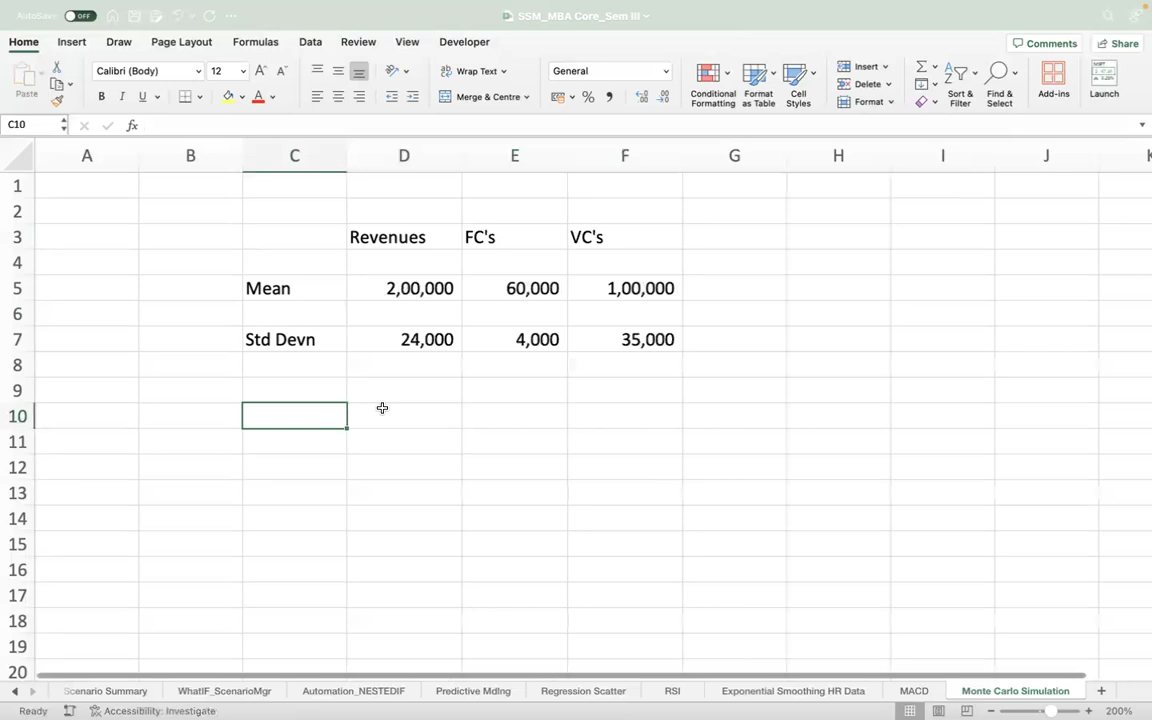 AutoSave OFF SSM_MBA Core_Sem III
Home Insert Draw Page Layout Formulas Data Review View Developer Comments Share
Paste Calibri (Body) 12 A A Wrap Text General Conditional Formatting Format as Table Cell Styles Insert Delete Format Sort & Filter Find & Select Add-ins Launch
B I U A Merge & Centre % ,
C10 fx
A B C D E F G H I J K
1
2
3 Revenues FC's VC's
4
5 Mean 2,00,000 60,000 1,00,000
6
7 Std Devn 24,000 4,000 35,000
8
9
10
11
12
13
14
15
16
17
18
19
20
Scenario Summary WhatIF_ScenarioMgr Automation_NESTEDIF Predictive Mdlng Regression Scatter RSI Exponential Smoothing HR Data MACD Monte Carlo Simulation +
Ready Accessibility: Investigate 200%